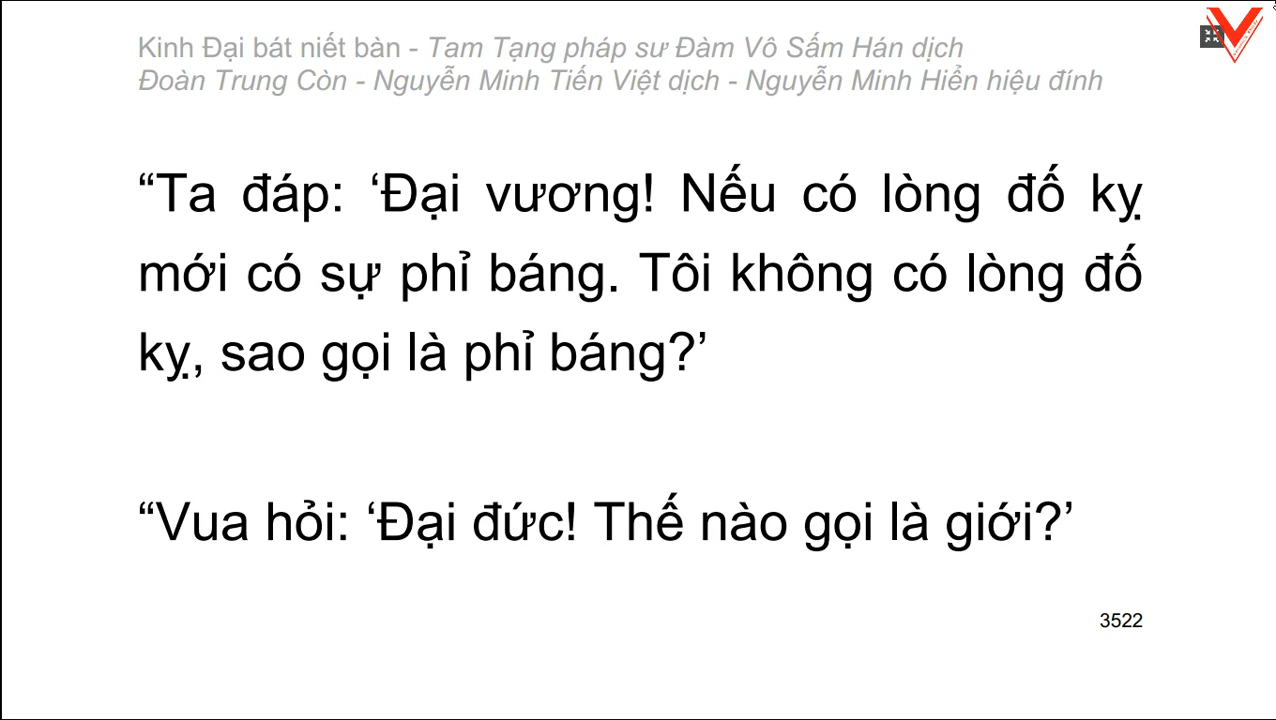 Kinh Đại bát niết bàn - Tam Tạng pháp sư Đàm Vô Sấm Hán dịch
Đoàn Trung Còn - Nguyễn Minh Tiến Việt dịch - Nguyễn Minh Hiển hiệu đính
“Ta đáp: ‘Đại vương! Nếu có lòng đố kỵ
mới có sự phỉ báng. Tôi không có lòng đố
kỵ, sao gọi là phỉ báng?’
“Vua hỏi: ‘Đại đức! Thế nào gọi là giới?’
3522